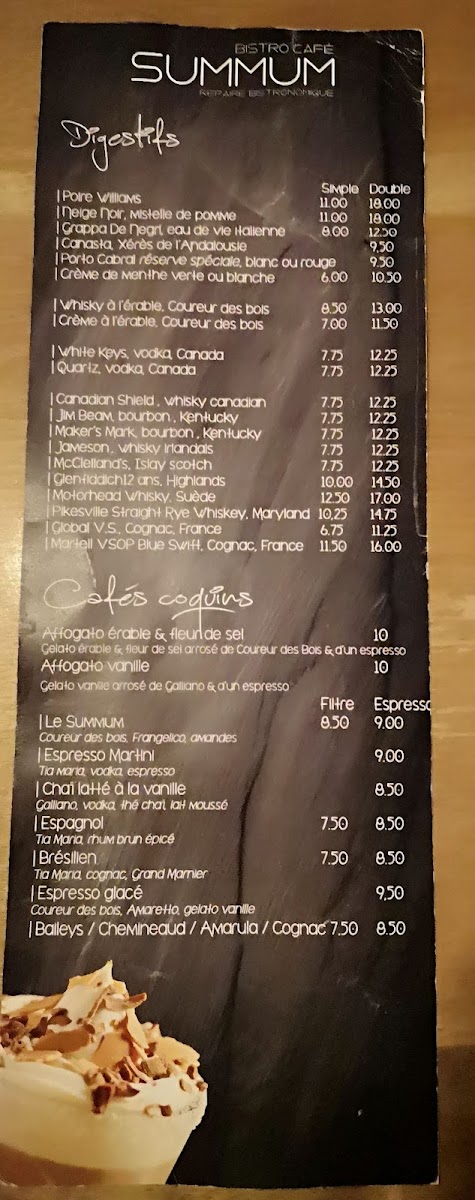 BISTRO CAFÉ
SUMMUM
REPAIRE BISTRONOMIQUE
Digestifs
Simple Double
| Poire Williams 11.00 18.00
| Neige Noir, mistelle de pomme 11.00 18.00
| Grappa De Negri, eau de vie italienne 8.00 12.50
| Canasta, Xérès de l'Andalousie 9,50
| Porto Cabral réserve spéciale, blanc ou rouge 9.50
| Crème de menthe verte ou blanche 6.00 10.50
| Whisky à l'érable, Coureur des bois 8.50 13.00
| Crème à l'érable, Coureur des bois 7.00 11.50
| White Keys, vodka, Canada 7.75 12.25
| Quartz, vodka, Canada 7.75 12.25
| Canadian Shield , whisky canadian 7.75 12.25
| Jim Beam, bourbon , Kentucky 7.75 12.25
| Maker's Mark, bourbon , Kentucky 7.75 12.25
| Jameson, whisky irlandais 7.75 12.25
| McClelland's, Islay scotch 7.75 12.25
| Glenfiddich12 ans, Highlands 10.00 14.50
| Motorhead Whisky, Suède 12.50 17.00
| Pikesville Straight Rye Whiskey, Maryland 10,25 14.75
| Global V.S., Cognac, France 6.75 11.25
| Martell VSOP Blue Swift, Cognac, France 11.50 16.00
Cafés coquins
Affogato érable & fleur de sel 10
Gelato érable & fleur de sel arrosé de Coureur des Bois & d'un espresso
Affogato vanille 10
Gelato vanille arrosé de Galliano & d'un espresso
Filtre Espresso
| Le SUMMUM 8.50 9.00
Coureur des bois, Frangelico, amandes
| Espresso Martini 9.00
Tia Maria, vodka, espresso
| Chaï latté à la vanille 8.50
Galliano, vodka, thé chaï, lait moussé
| Espagnol 7.50 8.50
Tia Maria, rhum brun épicé
| Brésilien 7.50 8.50
Tia Maria, cognac, Grand Marnier
| Espresso glacé 9,50
Coureur des bois, Amaretto, gelato vanille
| Baileys / Chemineaud / Amarula / Cognac 7.50 8.50